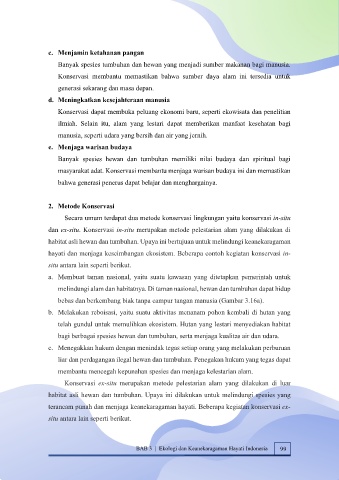 c. Menjamin ketahanan pangan
Banyak spesies tumbuhan dan hewan yang menjadi sumber makanan bagi manusia.
Konservasi membantu memastikan bahwa sumber daya alam ini tersedia untuk
generasi sekarang dan masa depan.
d. Meningkatkan kesejahteraan manusia
Konservasi dapat membuka peluang ekonomi baru, seperti ekowisata dan penelitian
ilmiah. Selain itu, alam yang lestari dapat memberikan manfaat kesehatan bagi
manusia, seperti udara yang bersih dan air yang jernih.
e. Menjaga warisan budaya
Banyak spesies hewan dan tumbuhan memiliki nilai budaya dan spiritual bagi
masyarakat adat. Konservasi membantu menjaga warisan budaya ini dan memastikan
bahwa generasi penerus dapat belajar dan menghargainya.
2. Metode Konservasi
Secara umum terdapat dua metode konservasi lingkungan yaitu konservasi in-situ
dan ex-situ. Konservasi in-situ merupakan metode pelestarian alam yang dilakukan di
habitat asli hewan dan tumbuhan. Upaya ini bertujuan untuk melindungi keanekaragaman
hayati dan menjaga keseimbangan ekosistem. Beberapa contoh kegiatan konservasi in-
situ antara lain seperti berikut.
a. Membuat taman nasional, yaitu suatu kawasan yang ditetapkan pemerintah untuk
melindungi alam dan habitatnya. Di taman nasional, hewan dan tumbuhan dapat hidup
bebas dan berkembang biak tanpa campur tangan manusia (Gambar 3.16a).
b. Melakukan reboisasi, yaitu suatu aktivitas menanam pohon kembali di hutan yang
telah gundul untuk memulihkan ekosistem. Hutan yang lestari menyediakan habitat
bagi berbagai spesies hewan dan tumbuhan, serta menjaga kualitas air dan udara.
c. Menegakkan hukum dengan menindak tegas setiap orang yang melakukan perburuan
liar dan perdagangan ilegal hewan dan tumbuhan. Penegakan hukum yang tegas dapat
membantu mencegah kepunahan spesies dan menjaga kelestarian alam.
Konservasi ex-situ merupakan metode pelestarian alam yang dilakukan di luar
habitat asli hewan dan tumbuhan. Upaya ini dilakukan untuk melindungi spesies yang
terancam punah dan menjaga keanekaragaman hayati. Beberapa kegiatan konservasi ex-
situ antara lain seperti berikut.
BAB 3 | Ekologi dan Keanekaragaman Hayati Indonesia 99